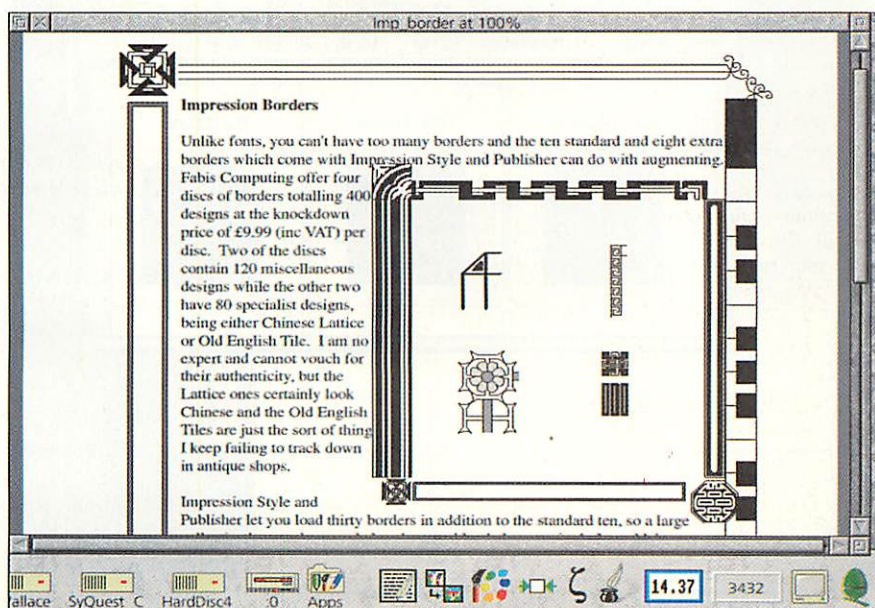 Imp_border at 100%
Impression Borders
Unlike fonts, you can't have too many borders and the ten standard and eight extra
borders which come with Impression Style and Publisher can do with augmenting.
Fabis Computing offer four
discs of borders totalling 400
designs at the knockdown
price of £9.99 (inc VAT) per
disc. Two of the discs
contain 120 miscellaneous
designs while the other two
have 80 specialist designs,
being either Chinese Lattice
or Old English Tile. I am no
expert and cannot vouch for
their authenticity, but the
Lattice ones certainly look
Chinese and the Old English
Tiles are just the sort of thing
I keep failing to track down
in antique shops.
Impression Style and
Publisher let you load thirty borders in addition to the standard ten, so a large
fallace SyQuest_C HardDisc4 :0 Apps 14.37 3432